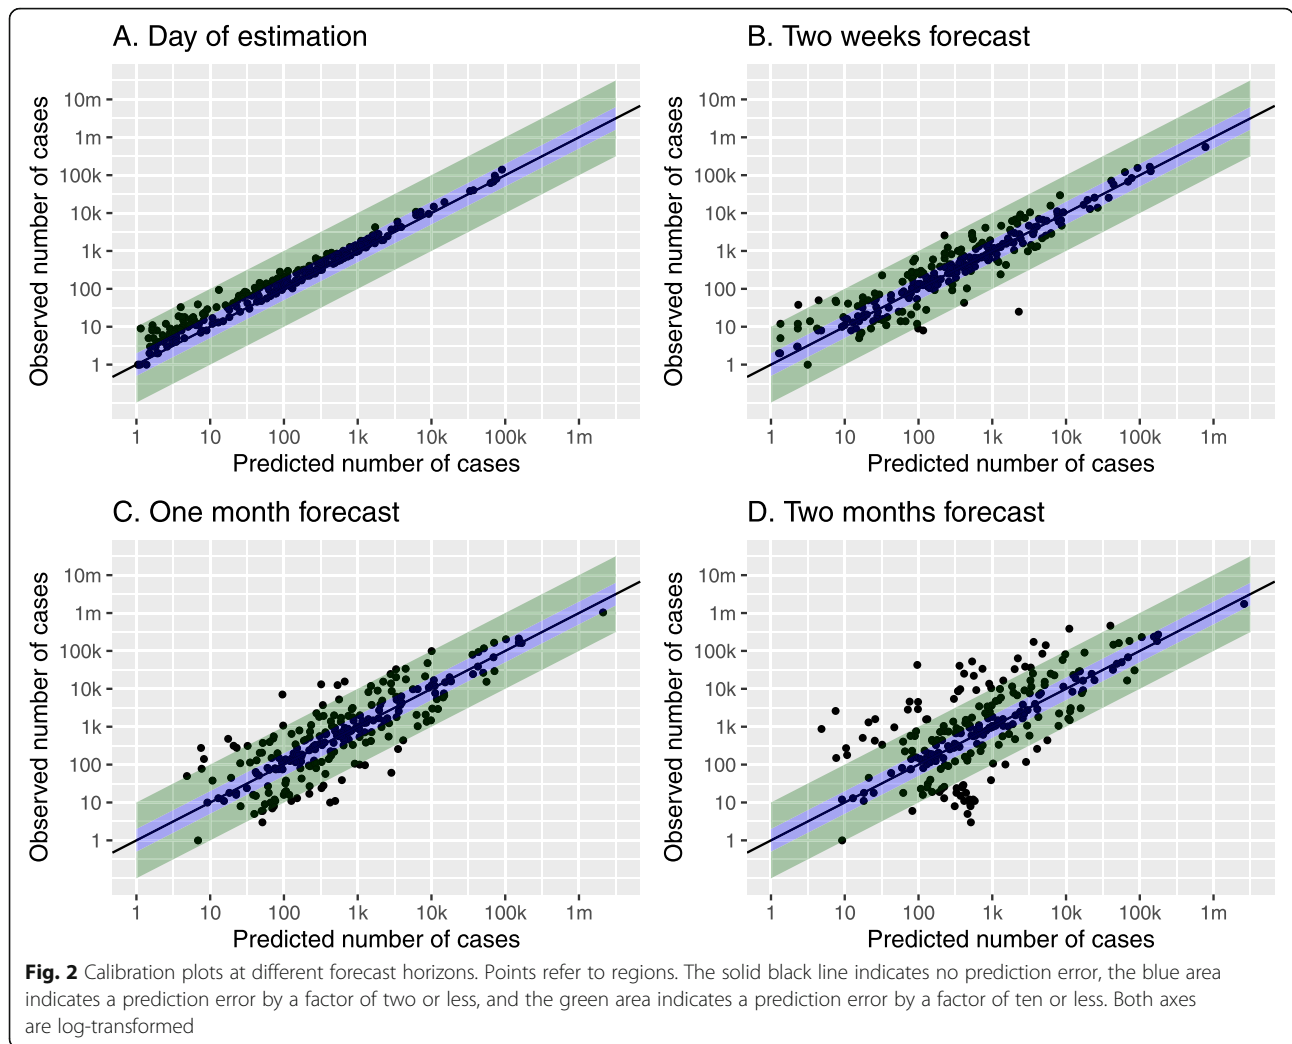 A. Day of estimation
Observed number of cases
10m
1m
100k
10k
1k
100
10
1
1 10 100 1k 10k 100k 1m
Predicted number of cases
B. Two weeks forecast
Observed number of cases
10m
1m
100k
10k
1k
100
10
1
1 10 100 1k 10k 100k 1m
Predicted number of cases
C. One month forecast
Observed number of cases
10m
1m
100k
10k
1k
100
10
1
1 10 100 1k 10k 100k 1m
Predicted number of cases
D. Two months forecast
Observed number of cases
10m
1m
100k
10k
1k
100
10
1
1 10 100 1k 10k 100k 1m
Predicted number of cases
Fig. 2 Calibration plots at different forecast horizons. Points refer to regions. The solid black line indicates no prediction error, the blue area
indicates a prediction error by a factor of two or less, and the green area indicates a prediction error by a factor of ten or less. Both axes
are log-transformed